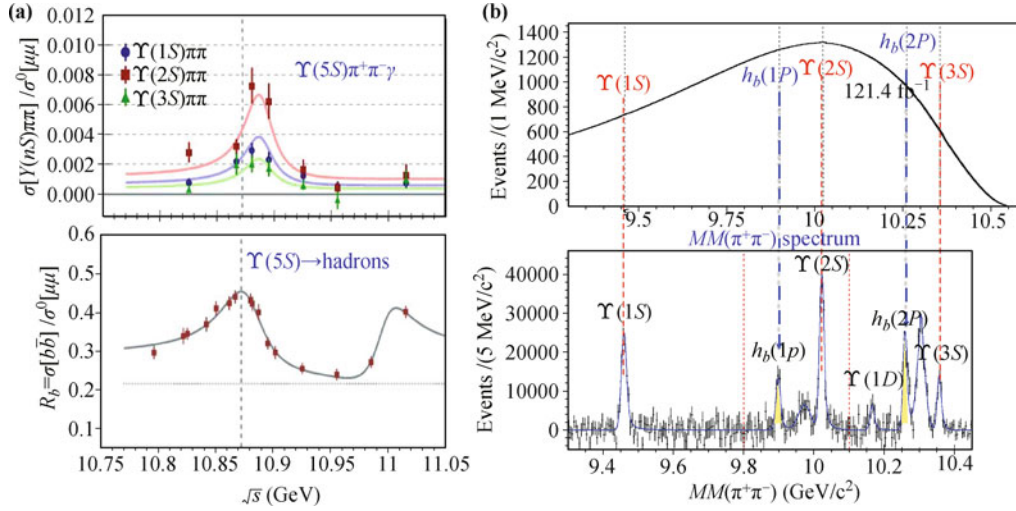 (a)
0.012
0.010
0.008
0.006
0.004
0.002
0.000
σ[Y(nS)ππ]/σ⁰[μμ]
ϒ(1S)ππ
ϒ(2S)ππ
ϒ(3S)ππ
ϒ(5S)π⁺π⁻γ
0.6
0.5
0.4
0.3
0.2
0.1
R_b=σ[bb̄]/σ⁰[μμ]
ϒ(5S)→hadrons
10.75 10.8 10.85 10.9 10.95 11 11.05
√s (GeV)
(b)
1400
1200
1000
800
600
400
200
0
Events /(1 MeV/c²)
ϒ(1S)
h_b(1P)
ϒ(2S)
h_b(2P)
ϒ(3S)
121.4 fb⁻¹
9.5 9.75 10 10.25 10.5
MM(π⁺π⁻) spectrum
40000
30000
20000
10000
0
Events /(5 MeV/c²)
ϒ(1S)
h_b(1p)
ϒ(2S)
ϒ(1D)
h_b(2P)
ϒ(3S)
9.4 9.6 9.8 10 10.2 10.4
MM(π⁺π⁻) (GeV/c²)